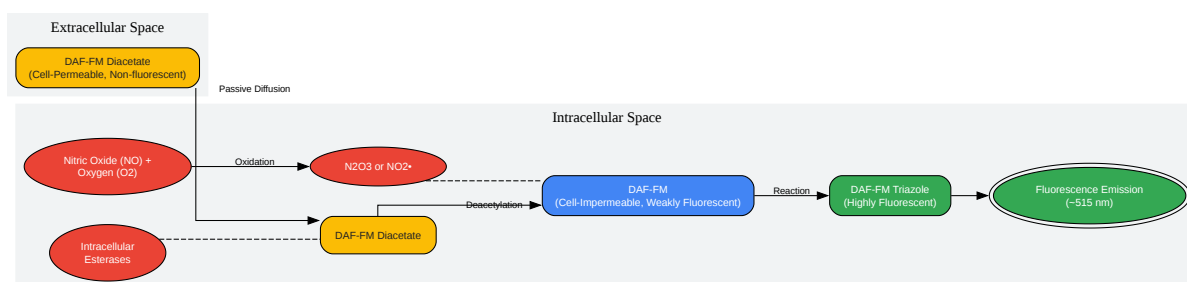 Extracellular Space
DAF-FM Diacetate
(Cell-Permeable, Non-fluorescent)
Passive Diffusion
Intracellular Space
Nitric Oxide (NO) +
Oxygen (O2)
Oxidation
N2O3 or NO2•
DAF-FM
(Cell-Impermeable, Weakly Fluorescent)
Reaction
DAF-FM Triazole
(Highly Fluorescent)
Fluorescence Emission
(~515 nm)
Deacetylation
DAF-FM Diacetate
Intracellular
Esterases